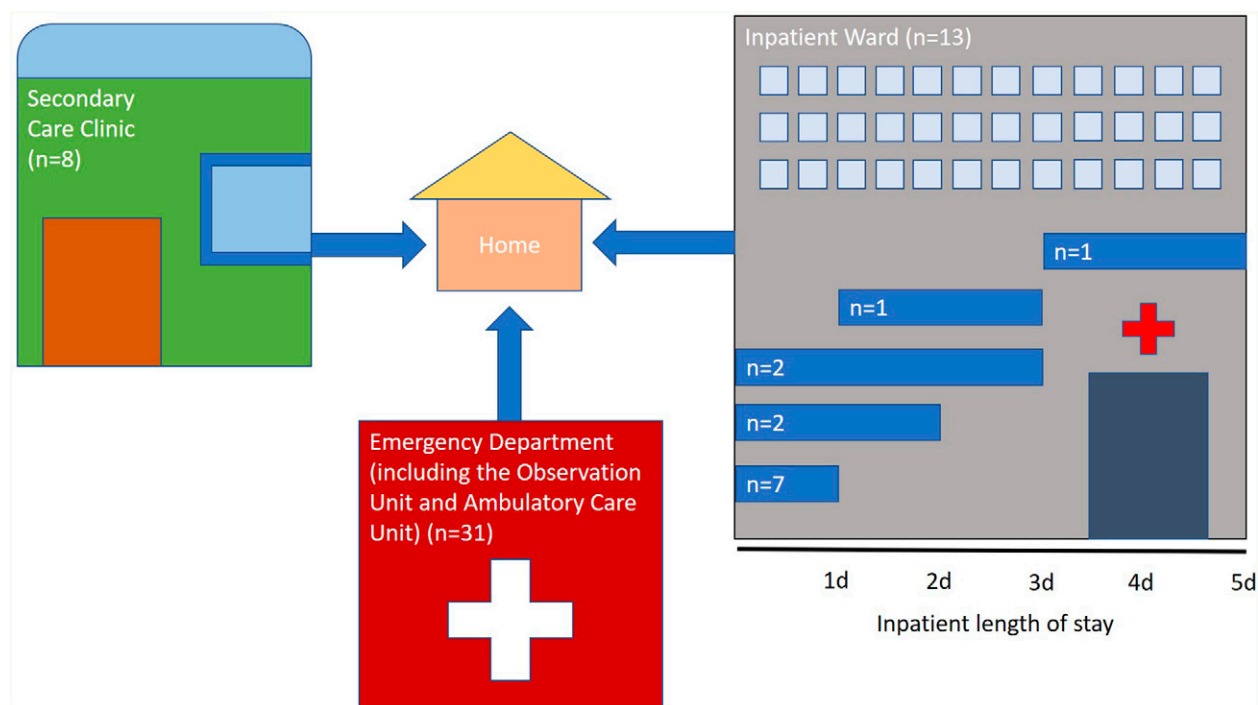 Secondary
Care Clinic
(n=8)
Home
Emergency Department
(including the Observation
Unit and Ambulatory Care
Unit) (n=31)
Inpatient Ward (n=13)
n=1
n=1
n=2
n=2
n=7
1d 2d 3d 4d 5d
Inpatient length of stay